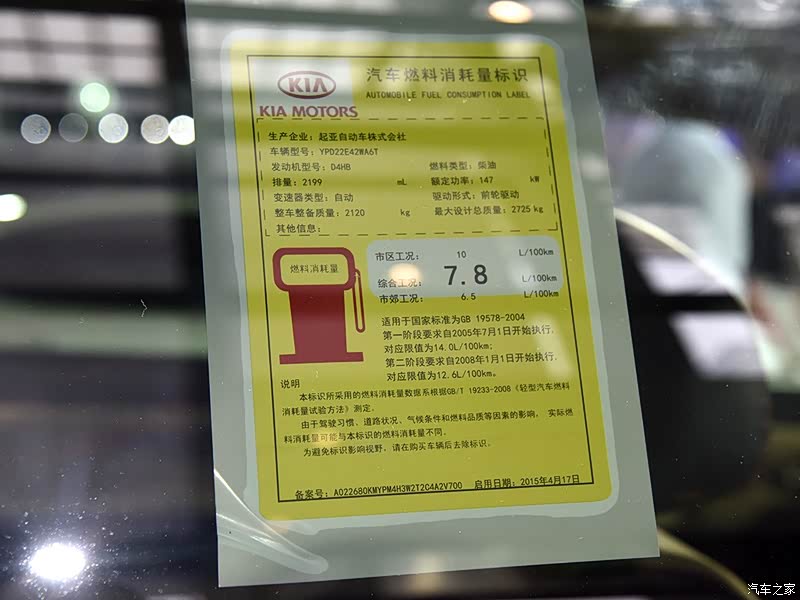 KIA
KIA MOTORS
汽车燃料消耗量标识
AUTOMOBILE FUEL CONSUMPTION LABEL
生产企业: 起亚自动车株式会社
车辆型号: YPD22E42WA6T
发动机型号: D4HB 燃料类型: 柴油
排量: 2199 mL 额定功率: 147 kW
变速器类型: 自动 驱动形式: 前轮驱动
整车整备质量: 2120 kg 最大设计总质量: 2725 kg
其他信息:
燃料消耗量
市区工况: 10 L/100km
综合工况: 7.8 L/100km
市郊工况: 6.5 L/100km
适用于国家标准为GB 19578-2004
第一阶段要求自2005年7月1日开始执行,
对应限值为14.0L/100km;
第二阶段要求自2008年1月1日开始执行,
对应限值为12.6L/100km。
说明
本标识所采用的燃料消耗量数据系根据GB/T 19233-2008《轻型汽车燃料
消耗量试验方法》测定。
由于驾驶习惯、道路状况、气候条件和燃料品质等因素的影响, 实际燃
料消耗量可能与本标识的燃料消耗量不同。
为避免标识影响视野, 请在购买车辆后去除标识。
备案号: A022680KMYPM4H3W2T2C4A2V700 启用日期: 2015年4月17日
汽车之家